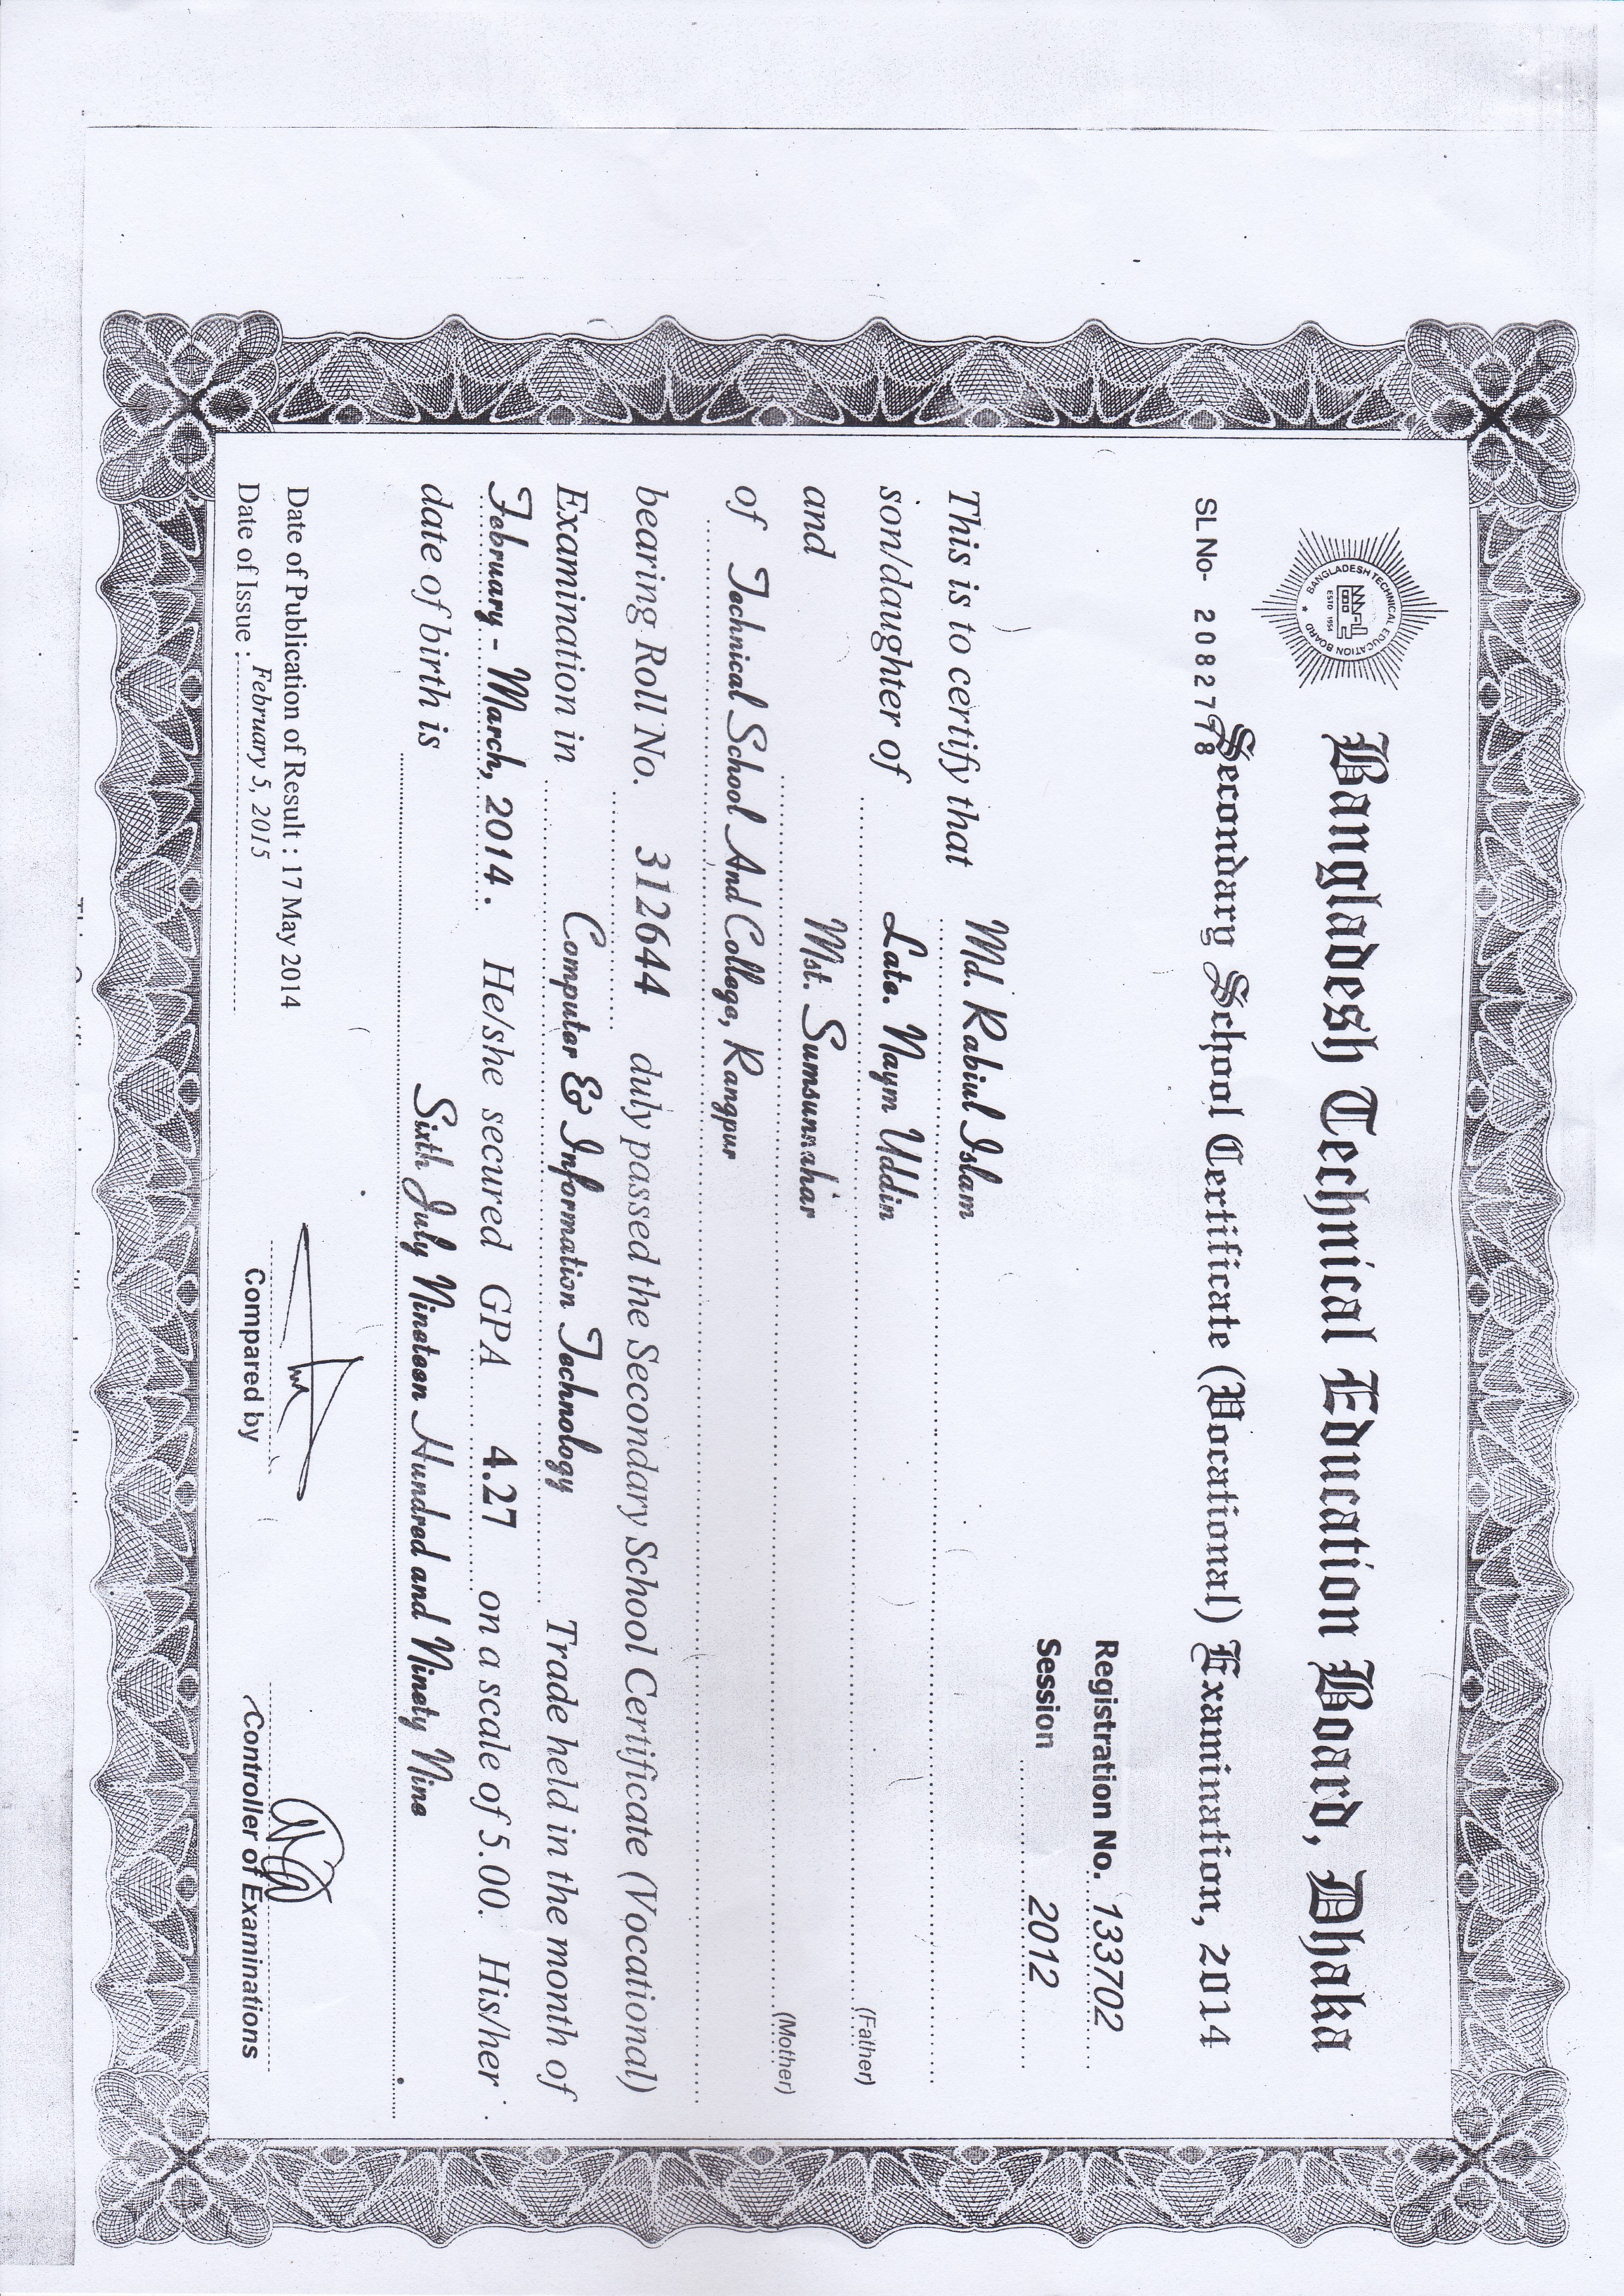 Bangladesh Technical Education Board, Dhaka
BANGLADESH TECHNICAL EDUCATION BOARD
ESTD 1954
SL No- 2082778
Secondary School Certificate (Vocational) Examination, 2014
Registration No. 133702
Session 2012
This is to certify that Md. Rabiul Islam
son/daughter of Late. Naym Uddin (Father)
and Mst. Sumsunnahar (Mother)
of Technical School And College, Rangpur
bearing Roll No. 312644 duly passed the Secondary School Certificate (Vocational)
Examination in Computer & Information Technology Trade held in the month of
February - March, 2014. He/she secured GPA 4.27 on a scale of 5.00. His/her
date of birth is Sixth July Nineteen Hundred and Ninety Nine
Date of Publication of Result : 17 May 2014
Date of Issue : February 5, 2015
Compared by
Controller of Examinations